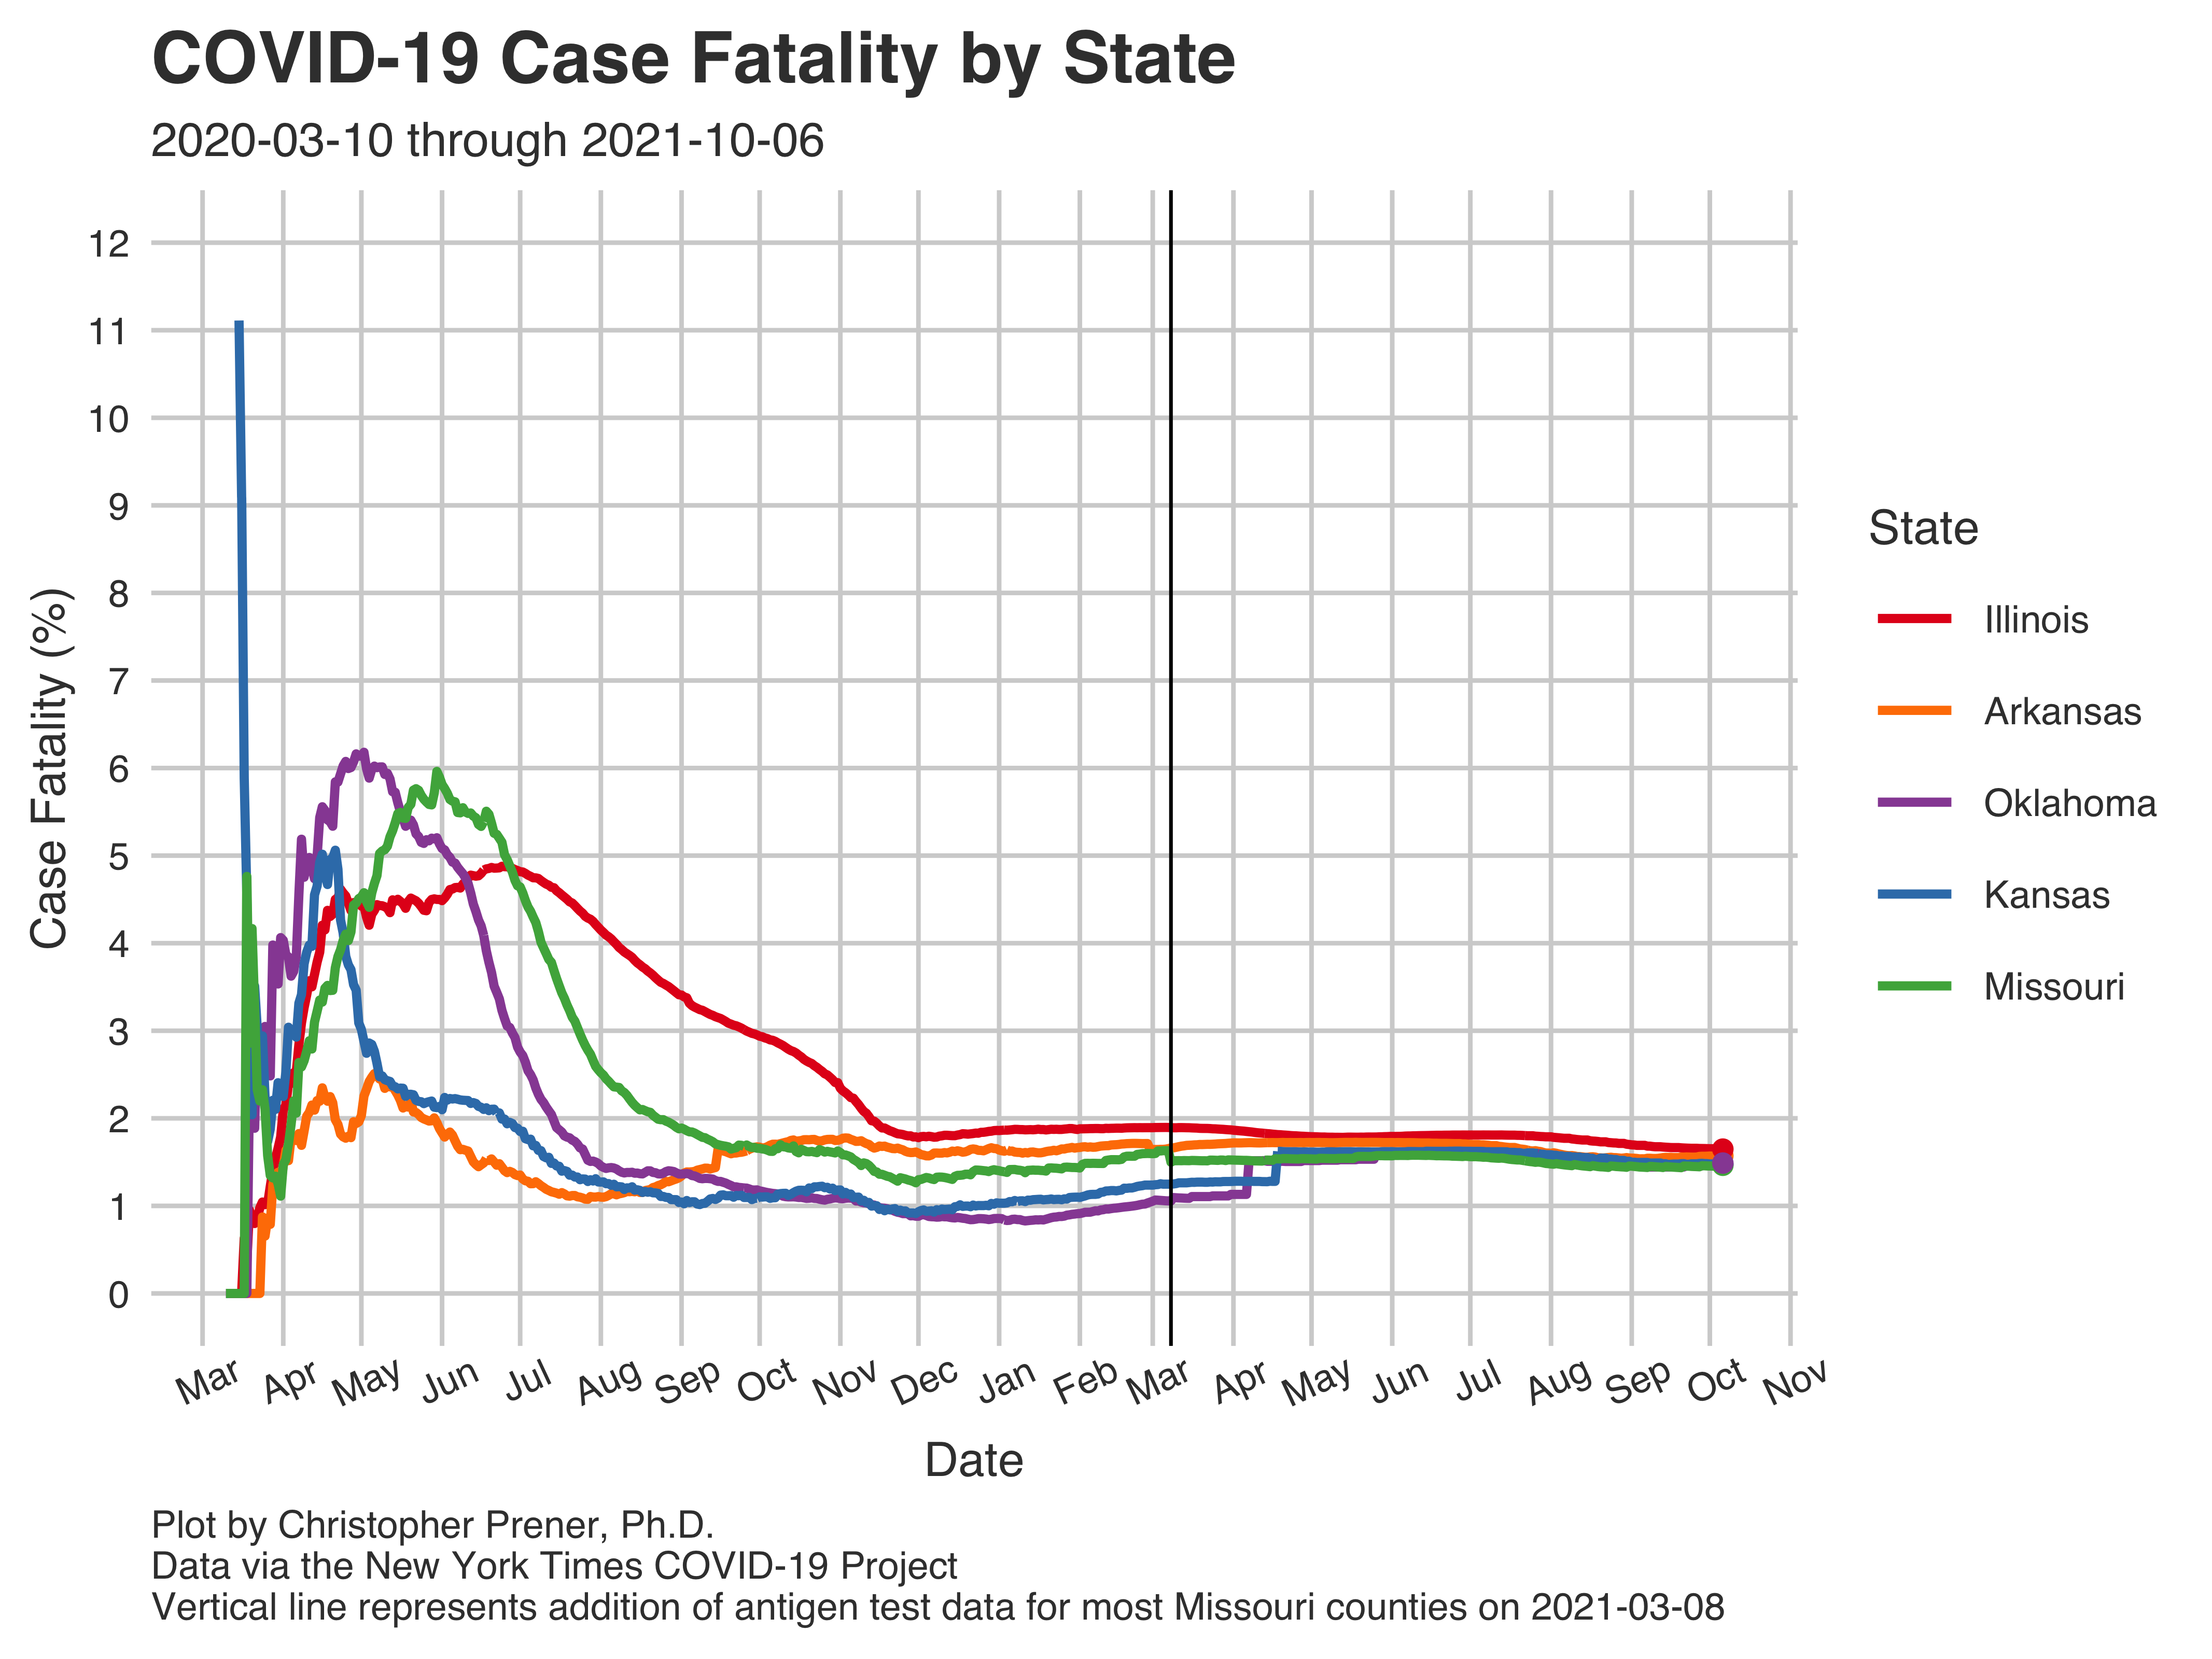 COVID-19 Case Fatality by State
2020-03-10 through 2021-10-06
Case Fatality (%)
12
11
10
9
8
7
6
5
4
3
2
1
0
Mar Apr May Jun Jul Aug Sep Oct Nov Dec Jan Feb Mar Apr May Jun Jul Aug Sep Oct Nov
Date
State
Illinois
Arkansas
Oklahoma
Kansas
Missouri
Plot by Christopher Prener, Ph.D.
Data via the New York Times COVID-19 Project
Vertical line represents addition of antigen test data for most Missouri counties on 2021-03-08